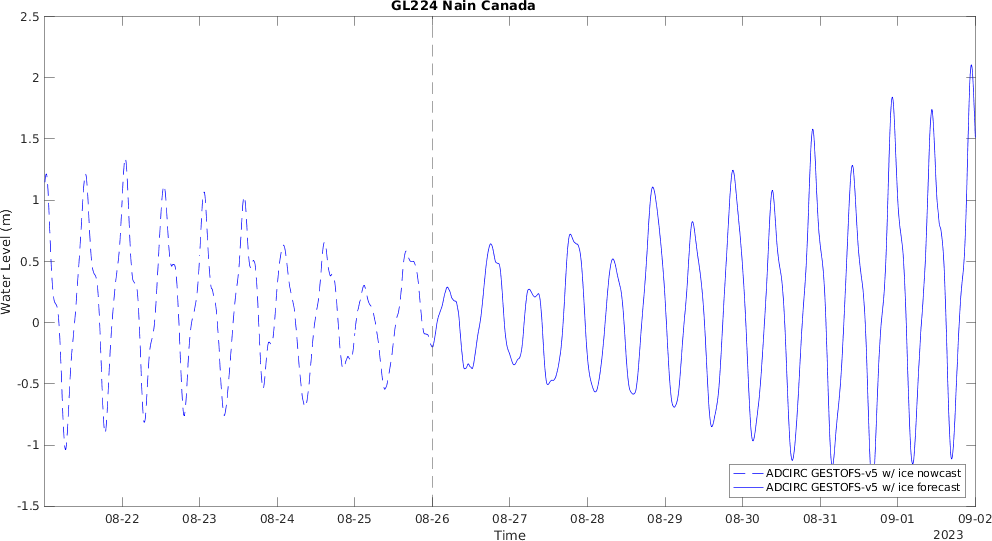 GL224 Nain Canada
2.5
2
1.5
1
0.5
0
-0.5
-1
-1.5
Water Level (m)
ADCIRC GESTOFS-v5 w/ ice nowcast
ADCIRC GESTOFS-v5 w/ ice forecast
08-22 08-23 08-24 08-25 08-26 08-27 08-28 08-29 08-30 08-31 09-01 09-02
Time
2023